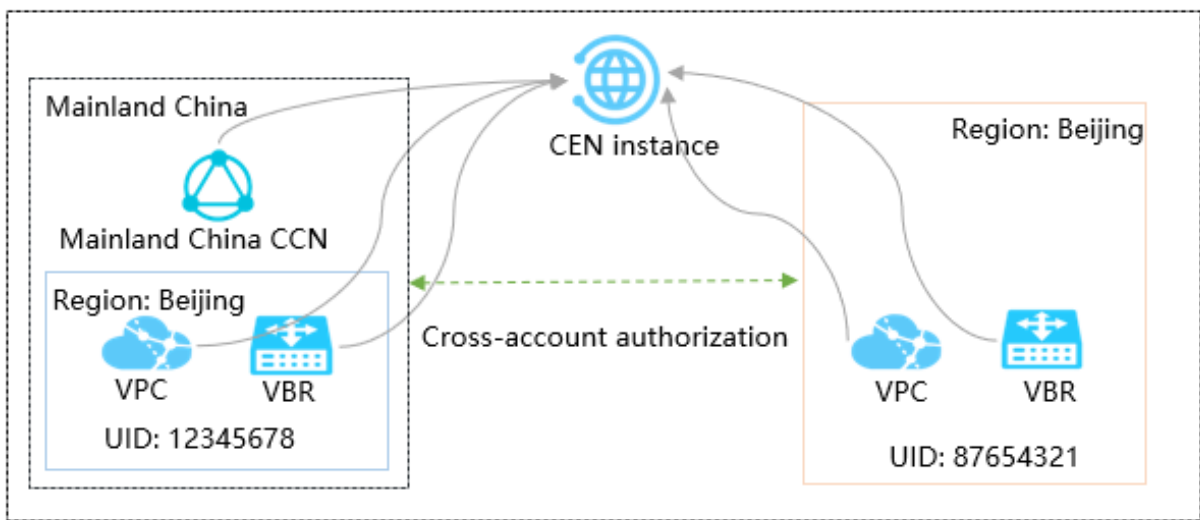 Mainland China
CEN instance
Region: Beijing
Mainland China CCN
Region: Beijing
Cross-account authorization
VPC
VBR
VPC
VBR
UID: 12345678
UID: 87654321